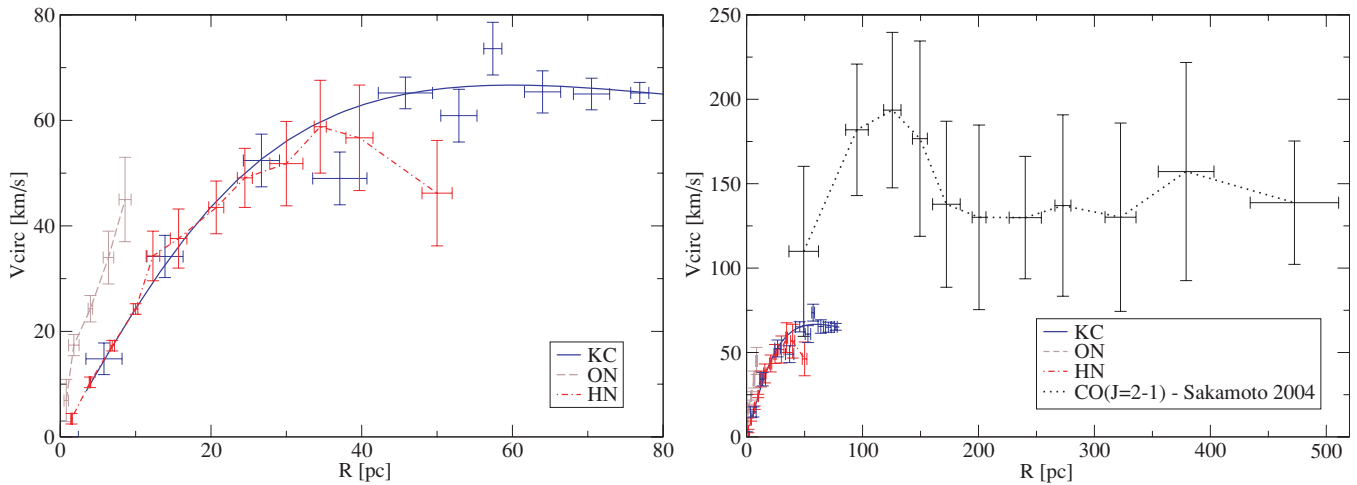 Vcirc [km/s]
80
60
40
20
0
0 20 40 60 80
R [pc]
KC
ON
HN
Vcirc [km/s]
250
200
150
100
50
0
0 100 200 300 400 500
R [pc]
KC
ON
HN
CO(J=2-1) - Sakamoto 2004